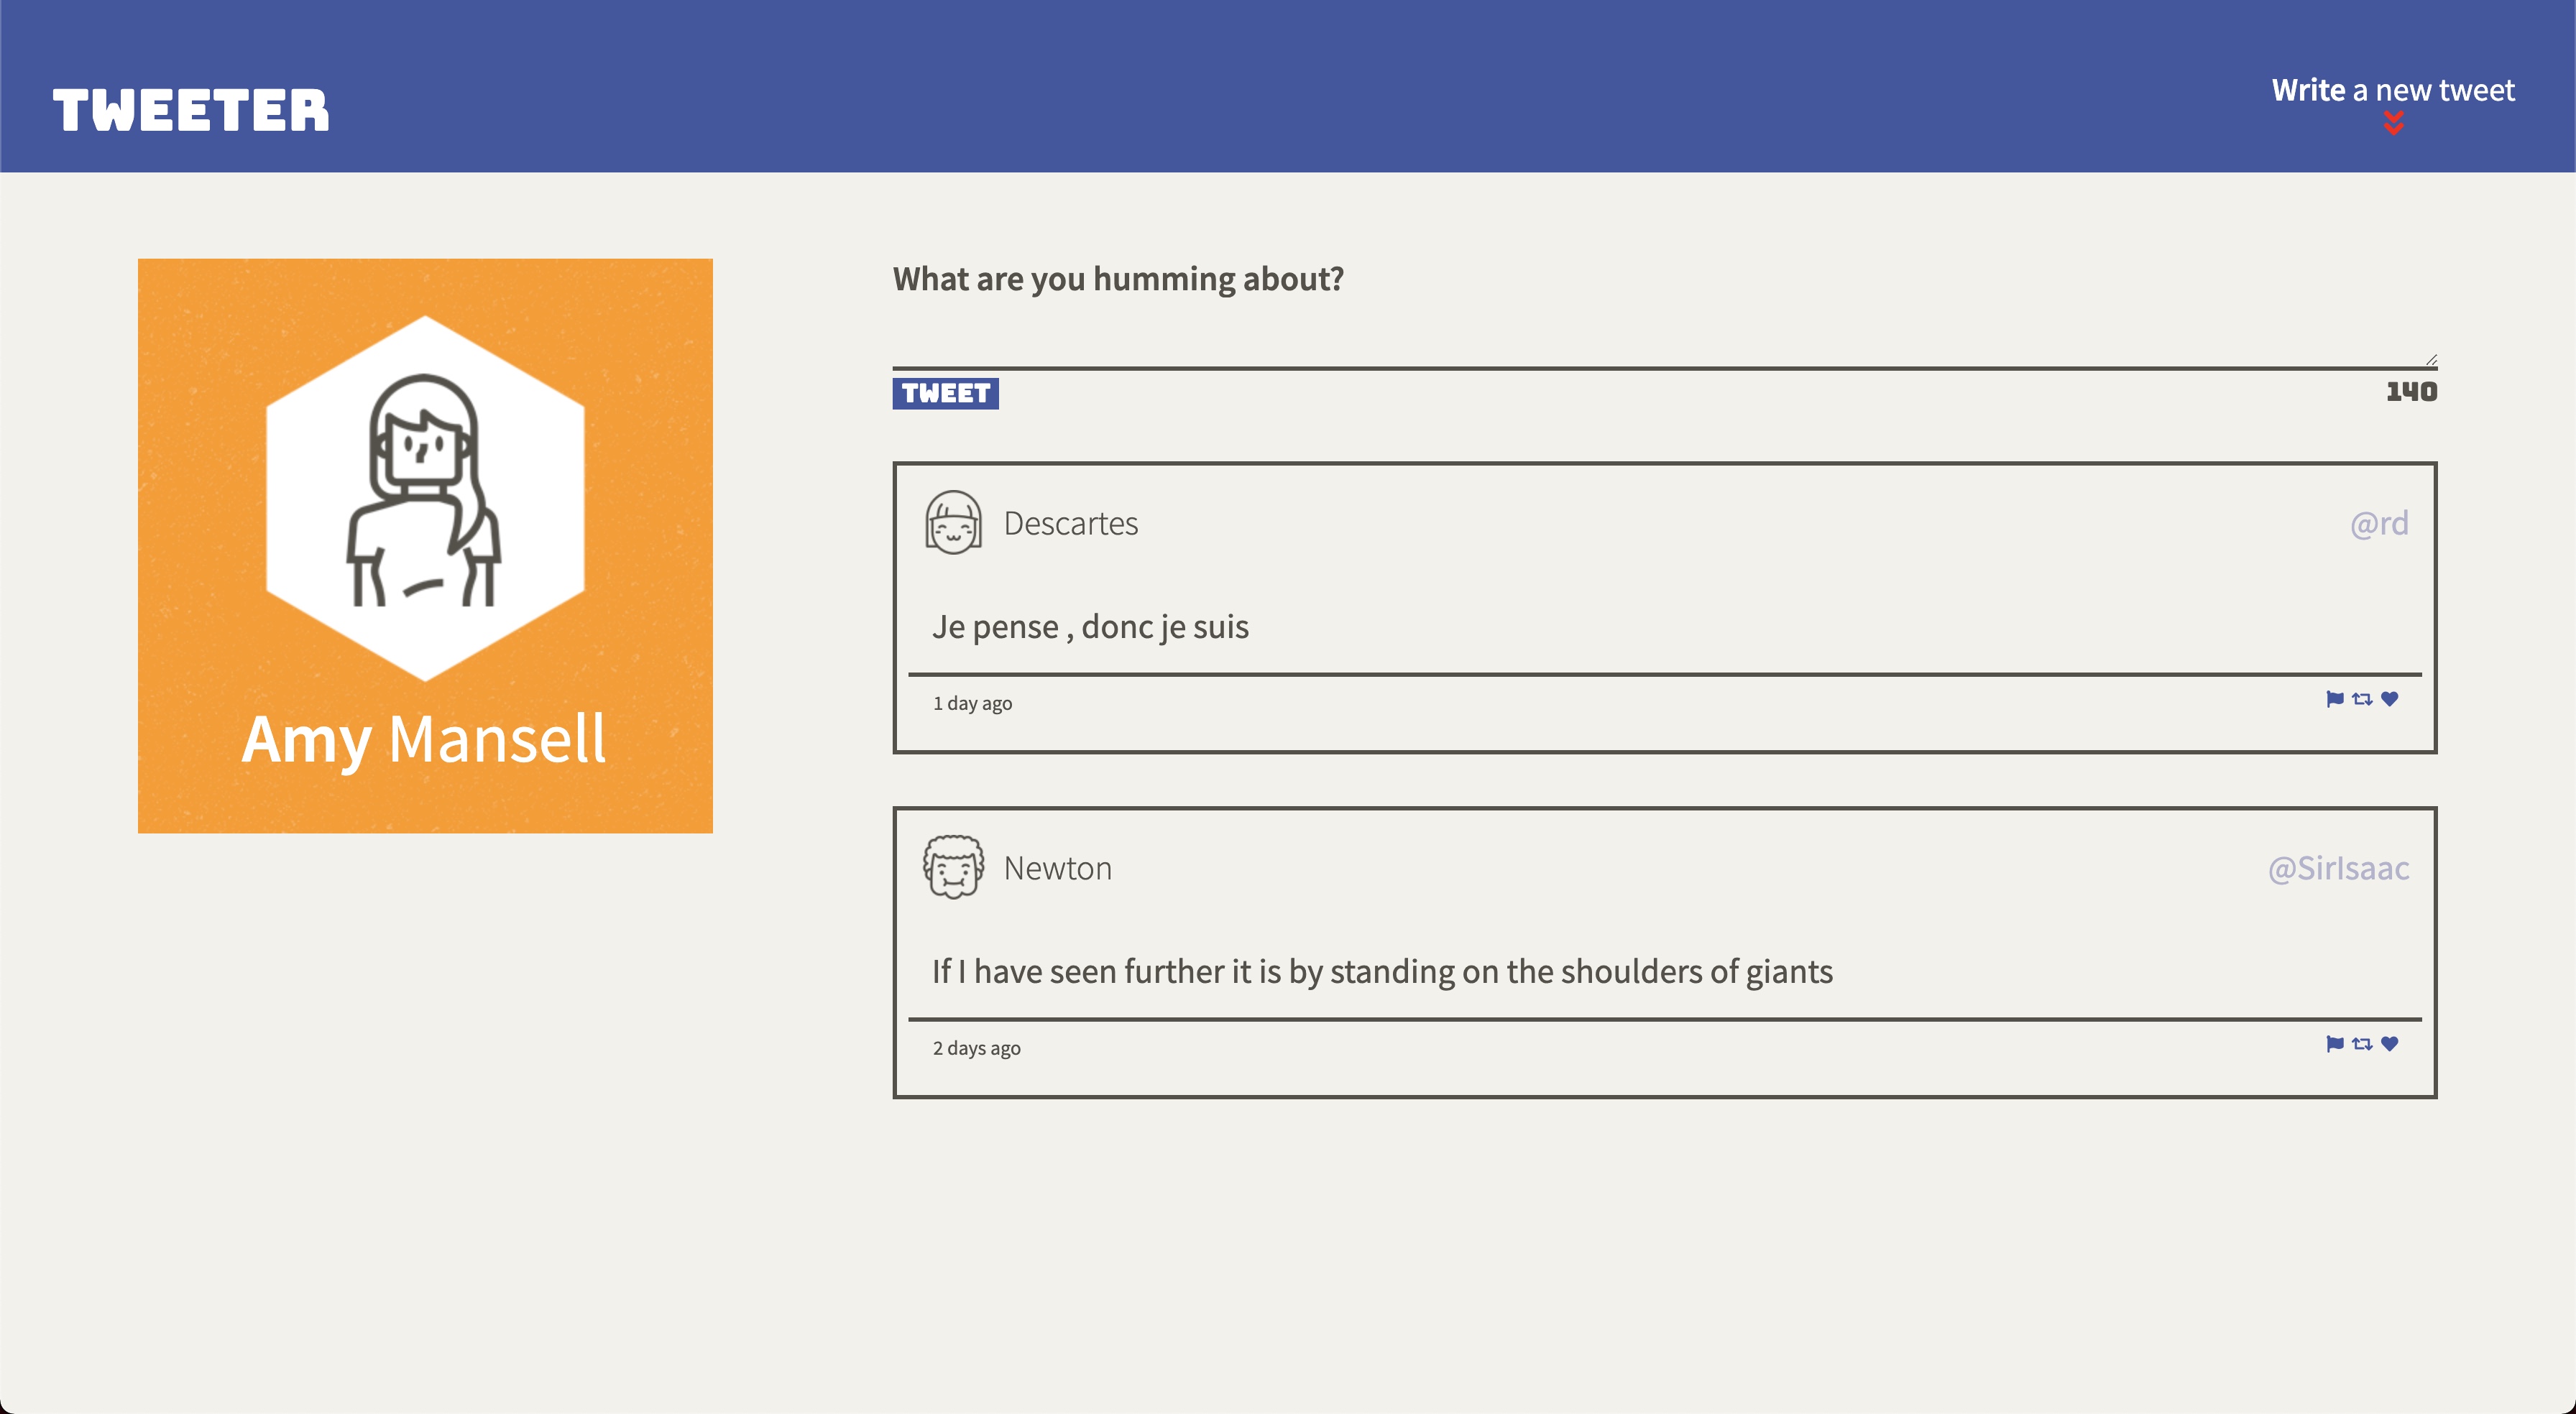 TWEETER
Write a new tweet
Amy Mansell
What are you humming about?
TWEET
140
Descartes
@rd
Je pense , donc je suis
1 day ago
Newton
@SirIsaac
If I have seen further it is by standing on the shoulders of giants
2 days ago